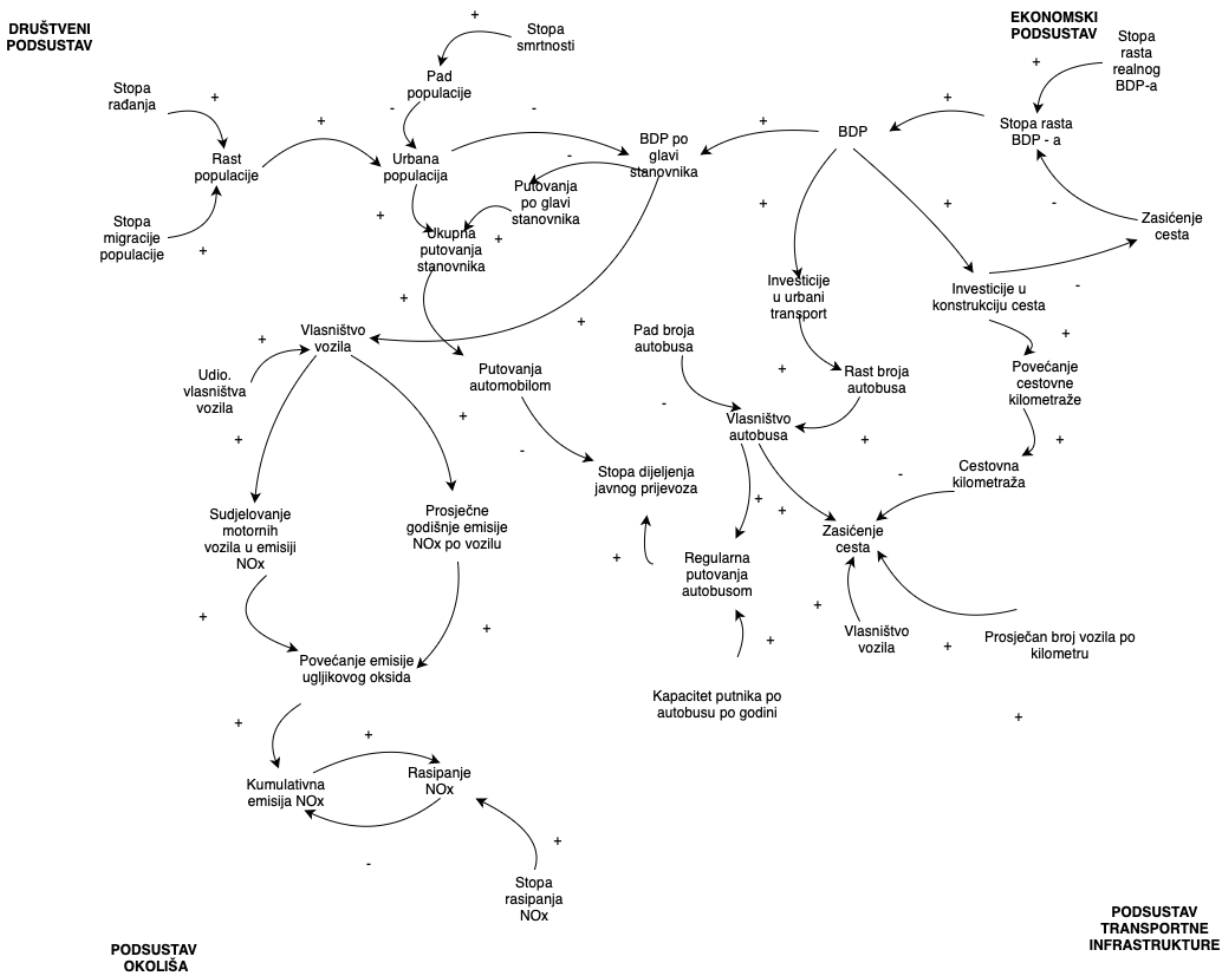 DRUŠTVENI
PODSUSTAV
+
Stopa
smrtnosti
EKONOMSKI
PODSUSTAV
Stopa
rasta
realnog
BDP-a
+
Pad
populacije
Stopa
rađanja
+
+
-
-
+
+
Stopa rasta
BDP - a
BDP
BDP po
glavi
stanovnika
Rast
populacije
Urbana
populacija
-
Putovanja
po glavi
stanovnika
+
+
+
-
Zasićenje
cesta
Stopa
migracije
populacije
+
Ukupna
putovanja
stanovnika
+
Investicije
u urbani
transport
Investicije u
konstrukciju cesta
-
+
Vlasništvo
vozila
+
+
Pad broja
autobusa
+
Udio.
vlasništva
vozila
Putovanja
automobilom
+
Rast broja
autobusa
Povećanje
cestovne
kilometraže
-
+
Vlasništvo
autobusa
+
-
+
+
Stopa dijeljenja
javnog prijevoza
-
Cestovna
kilometraža
Sudjelovanje
motornih
vozila u emisiji
NOx
Prosječne
godišnje emisije
NOx po vozilu
+
+
Zasićenje
cesta
+
Regularna
putovanja
autobusom
+
+
+
+
Vlasništvo
vozila
+
Prosječan broj vozila po
kilometru
Povećanje emisije
ugljikovog oksida
Kapacitet putnika po
autobusu po godini
+
+
+
Kumulativna
emisija NOx
Rasipanje
NOx
+
-
Stopa
rasipanja
NOx
PODSUSTAV
OKOLIŠA
PODSUSTAV
TRANSPORTNE
INFRASTRUKTURE